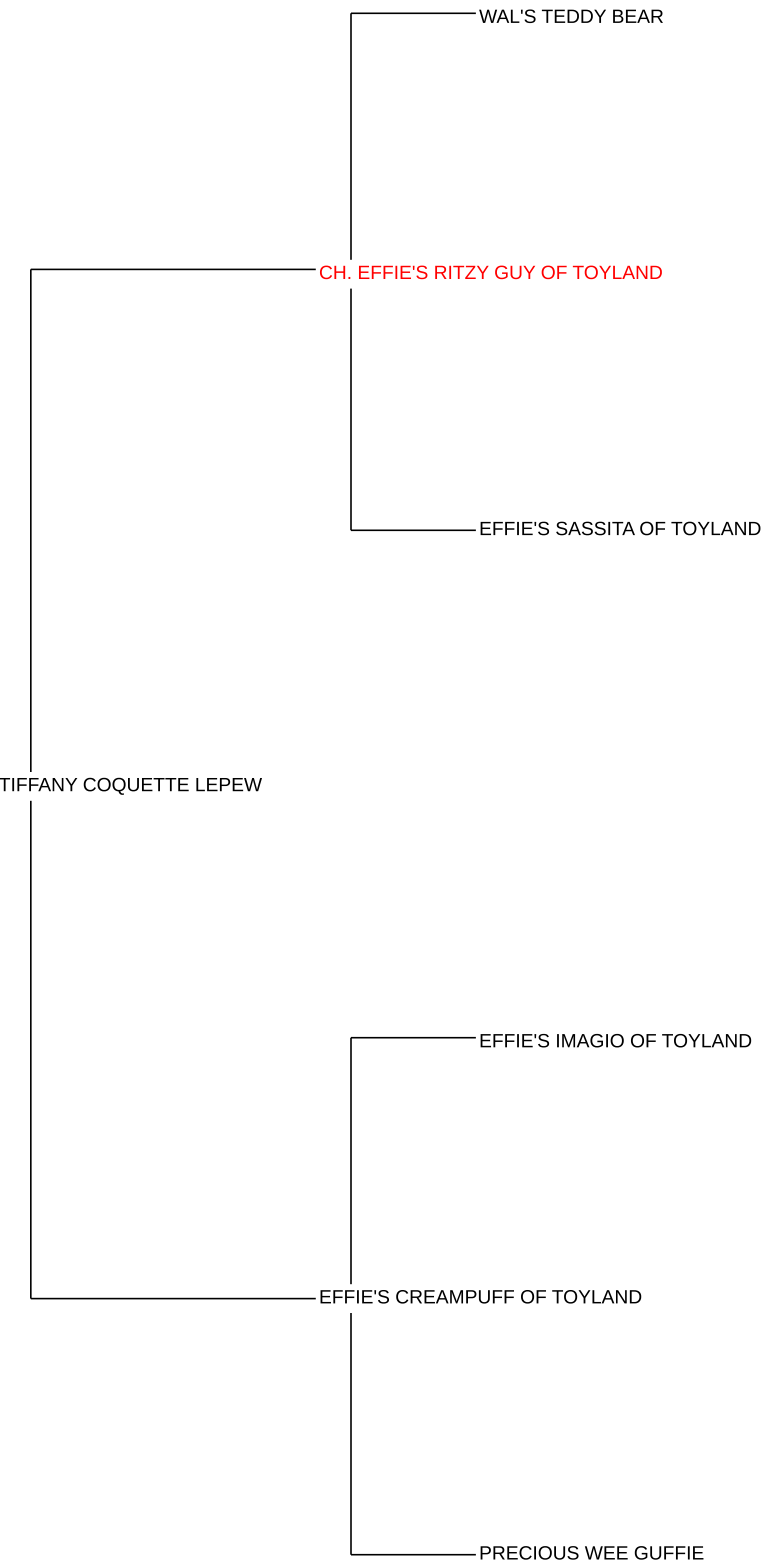 WAL'S TEDDY BEAR
CH. EFFIE'S RITZY GUY OF TOYLAND
EFFIE'S SASSITA OF TOYLAND
TIFFANY COQUETTE LEPEW
EFFIE'S IMAGIO OF TOYLAND
EFFIE'S CREAMPUFF OF TOYLAND
PRECIOUS WEE GUFFIE